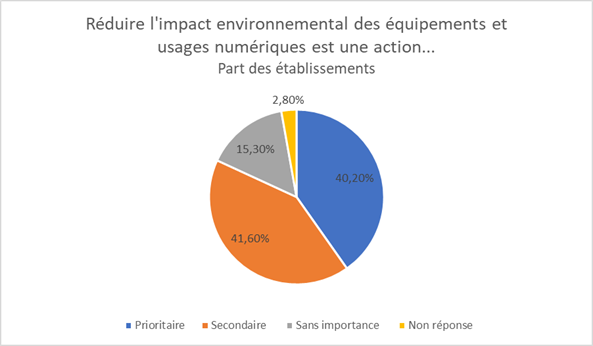 Réduire l'impact environnemental des équipements et
usages numériques est une action...
Part des établissements
2,80%
15,30%
40,20%
41,60%
Prioritaire Secondaire Sans importance Non réponse